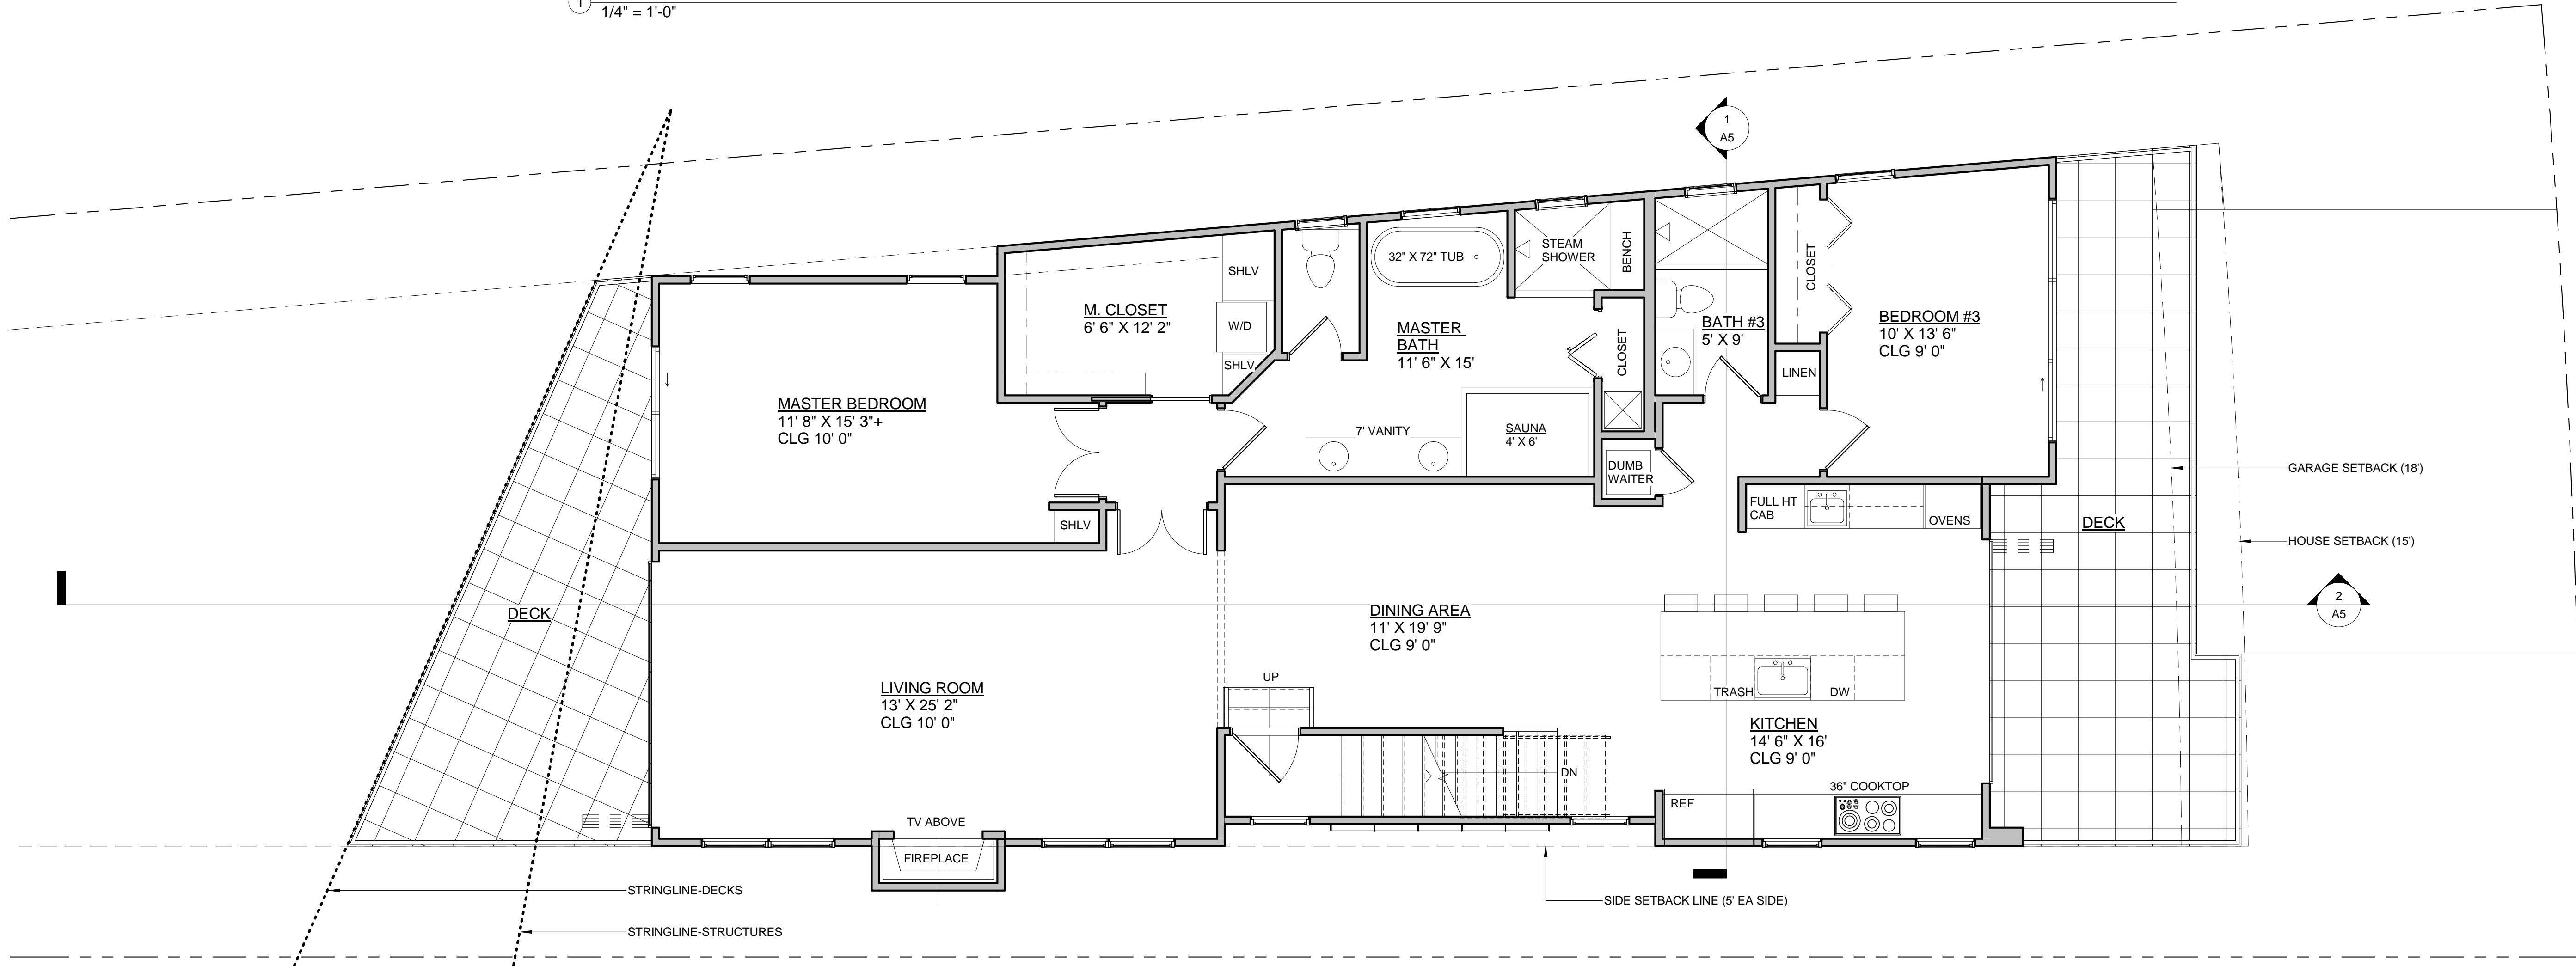 1
1/4" = 1'-0"
1
A5
32" X 72" TUB
STEAM
SHOWER
BENCH
CLOSET
SHLV
M. CLOSET
6' 6" X 12' 2"
W/D
SHLV
MASTER
BATH
11' 6" X 15'
CLOSET
BATH #3
5' X 9'
LINEN
BEDROOM #3
10' X 13' 6"
CLG 9' 0"
MASTER BEDROOM
11' 8" X 15' 3"+
CLG 10' 0"
7' VANITY
SAUNA
4' X 6'
DUMB
WAITER
SHLV
FULL HT
CAB
OVENS
DECK
GARAGE SETBACK (18')
HOUSE SETBACK (15')
2
A5
DECK
DINING AREA
11' X 19' 9"
CLG 9' 0"
UP
LIVING ROOM
13' X 25' 2"
CLG 10' 0"
TRASH
DW
KITCHEN
14' 6" X 16'
CLG 9' 0"
DN
36" COOKTOP
REF
TV ABOVE
FIREPLACE
STRINGLINE-DECKS
SIDE SETBACK LINE (5' EA SIDE)
STRINGLINE-STRUCTURES